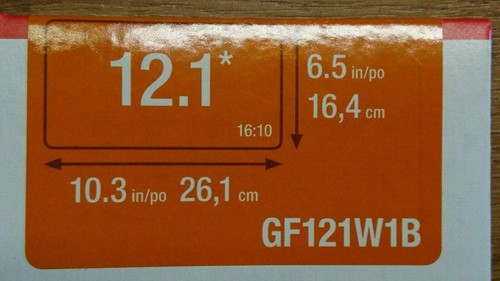 12.1*
6.5 in/po
16,4 cm
16:10
10.3 in/po 26,1 cm
GF121W1B